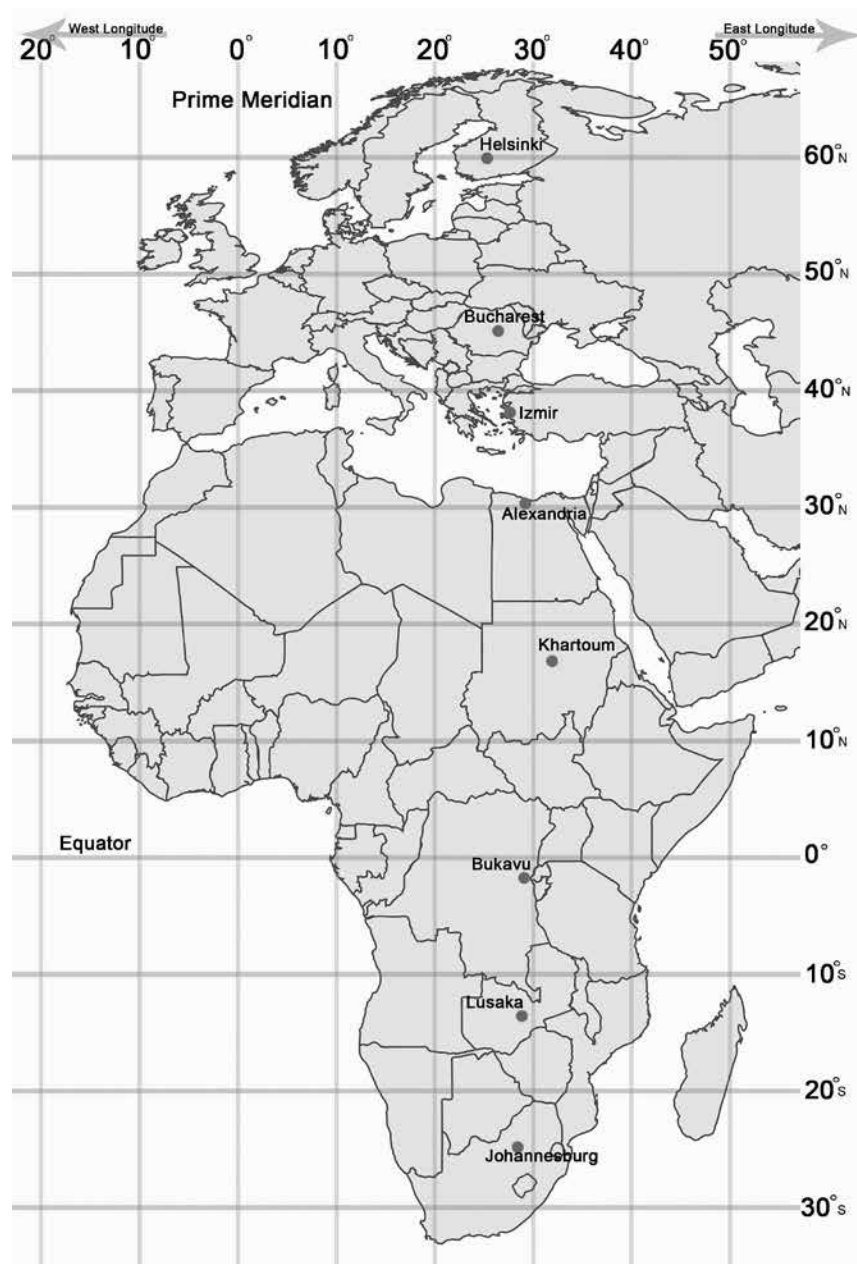 West Longitude East Longitude
20° 10° 0° 10° 20° 30° 40° 50°
Prime Meridian
Helsinki
60°N
50°N
Bucharest
40°N
Izmir
30°N
Alexandria
20°N
Khartoum
10°N
Equator
0°
Bukavu
10°S
Lusaka
20°S
Johannesburg
30°S